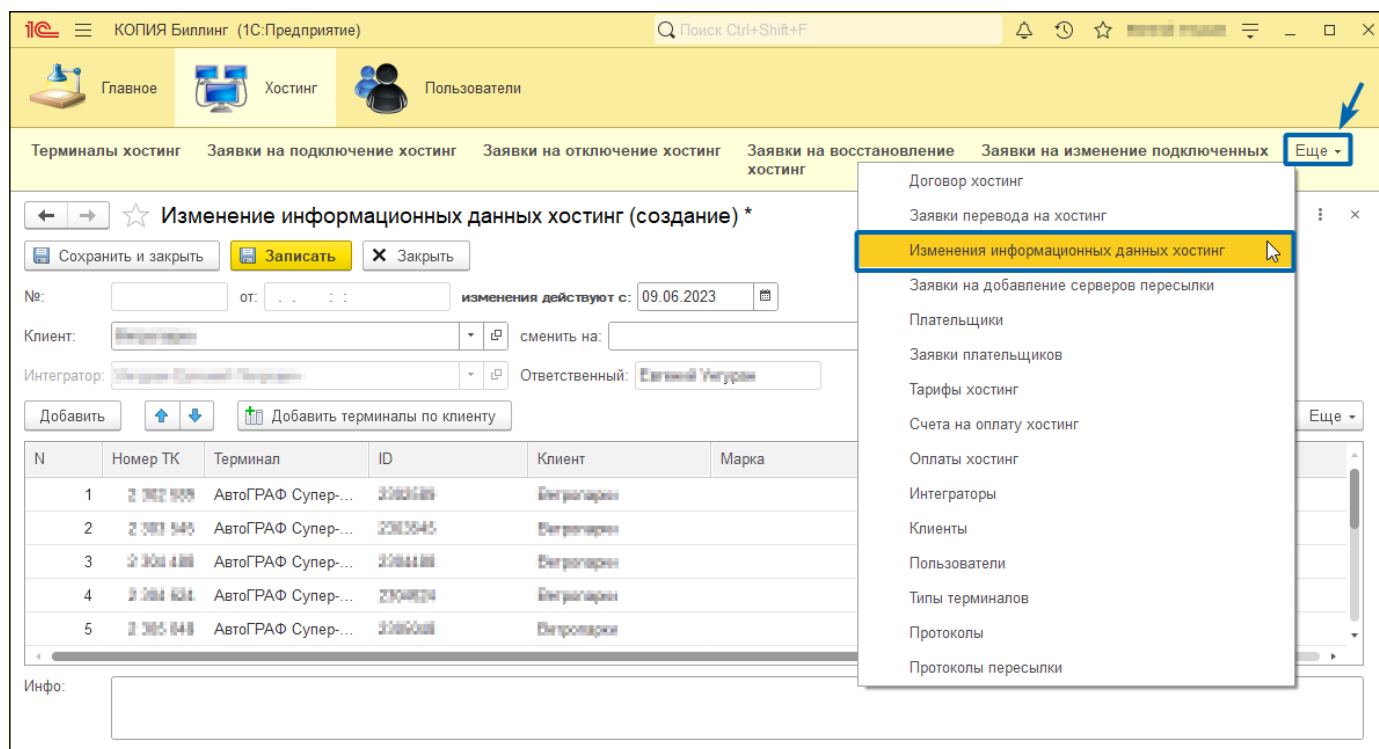 1С КОПИЯ Биллинг (1С:Предприятие) Поиск Ctrl+Shift+F
Главное Хостинг Пользователи
Терминалы хостинг Заявки на подключение хостинг Заявки на отключение хостинг Заявки на восстановление Заявки на изменение подключенных Еще
хостинг
Договор хостинг
Изменение информационных данных хостинг (создание) * Заявки перевода на хостинг
Сохранить и закрыть Записать Закрыть Изменения информационных данных хостинг
Заявки на добавление серверов пересылки
№: от: . . : : изменения действуют с: 09.06.2023
Плательщики
Клиент: сменить на:
Заявки плательщиков
Интегратор: Ответственный:
Тарифы хостинг
Добавить Добавить терминалы по клиенту Еще
Счета на оплату хостинг
N Номер ТК Терминал ID Клиент Марка
Оплаты хостинг
1 АвтоГРАФ Супер-...
Интеграторы
2 АвтоГРАФ Супер-...
Клиенты
3 АвтоГРАФ Супер-...
Пользователи
4 АвтоГРАФ Супер-...
Типы терминалов
5 АвтоГРАФ Супер-...
Протоколы
Протоколы пересылки
Инфо: